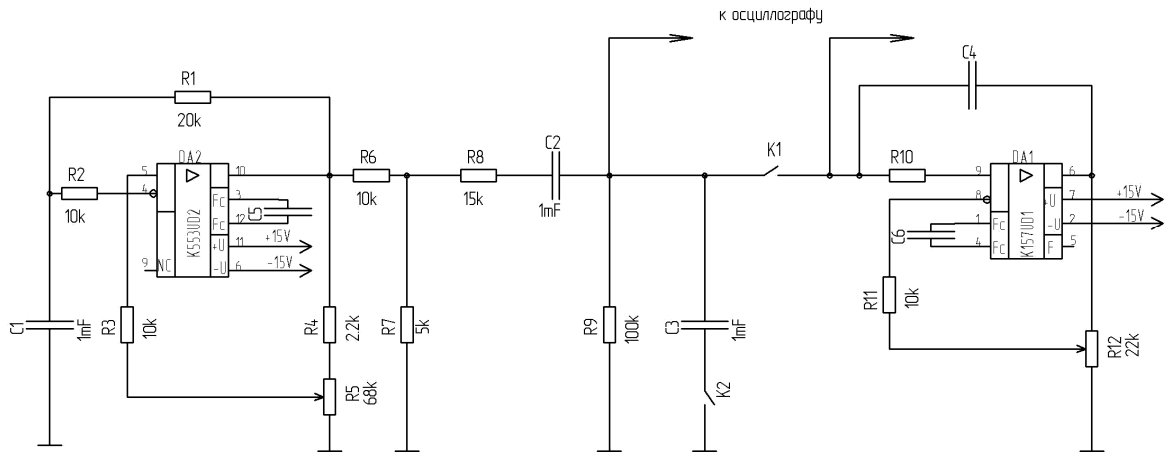 к осциллографу
R1
20k
C4
DA2
R6
10k
R8
15k
C2
1mF
K1
R10
DA1
R2
10k
5
4
10
3
Fc
12
Fc
C5
+U
11
+15V
-U
6
-15V
9
NC
K553UD2
9
8
6
+U
7
+15V
-U
2
-15V
1
Fc
4
Fc
F
5
C6
K157UD1
C1
1mF
R3
10k
R4
2.2k
R5
68k
R7
5k
R9
100k
C3
1mF
K2
R11
10k
R12
22k